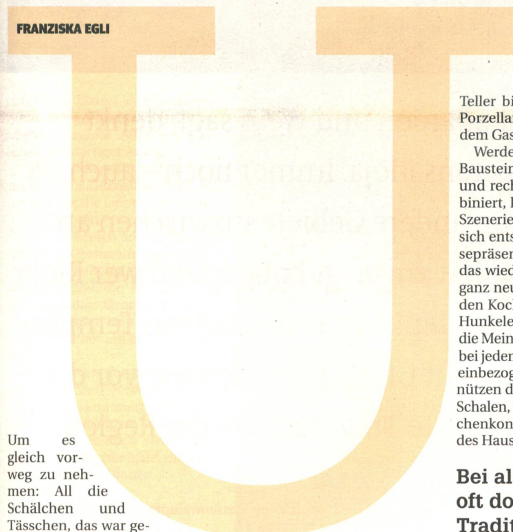 FRANZISKA EGLI
U
Um es
gleich vor-
weg zu neh-
men: All die
Schälchen und
Tässchen, das war ge-
Teller bi
Porzella
dem Gas
Werde
Baustein
und rech
biniert,
Szenerie
sich ents
sepräsen
das wied
ganz neu
den Koc
Hunkele
die Mein
bei jeden
einbezog
nützen d
Schalen,
chenkon
des Haus
Bei al
oft do
Tradit